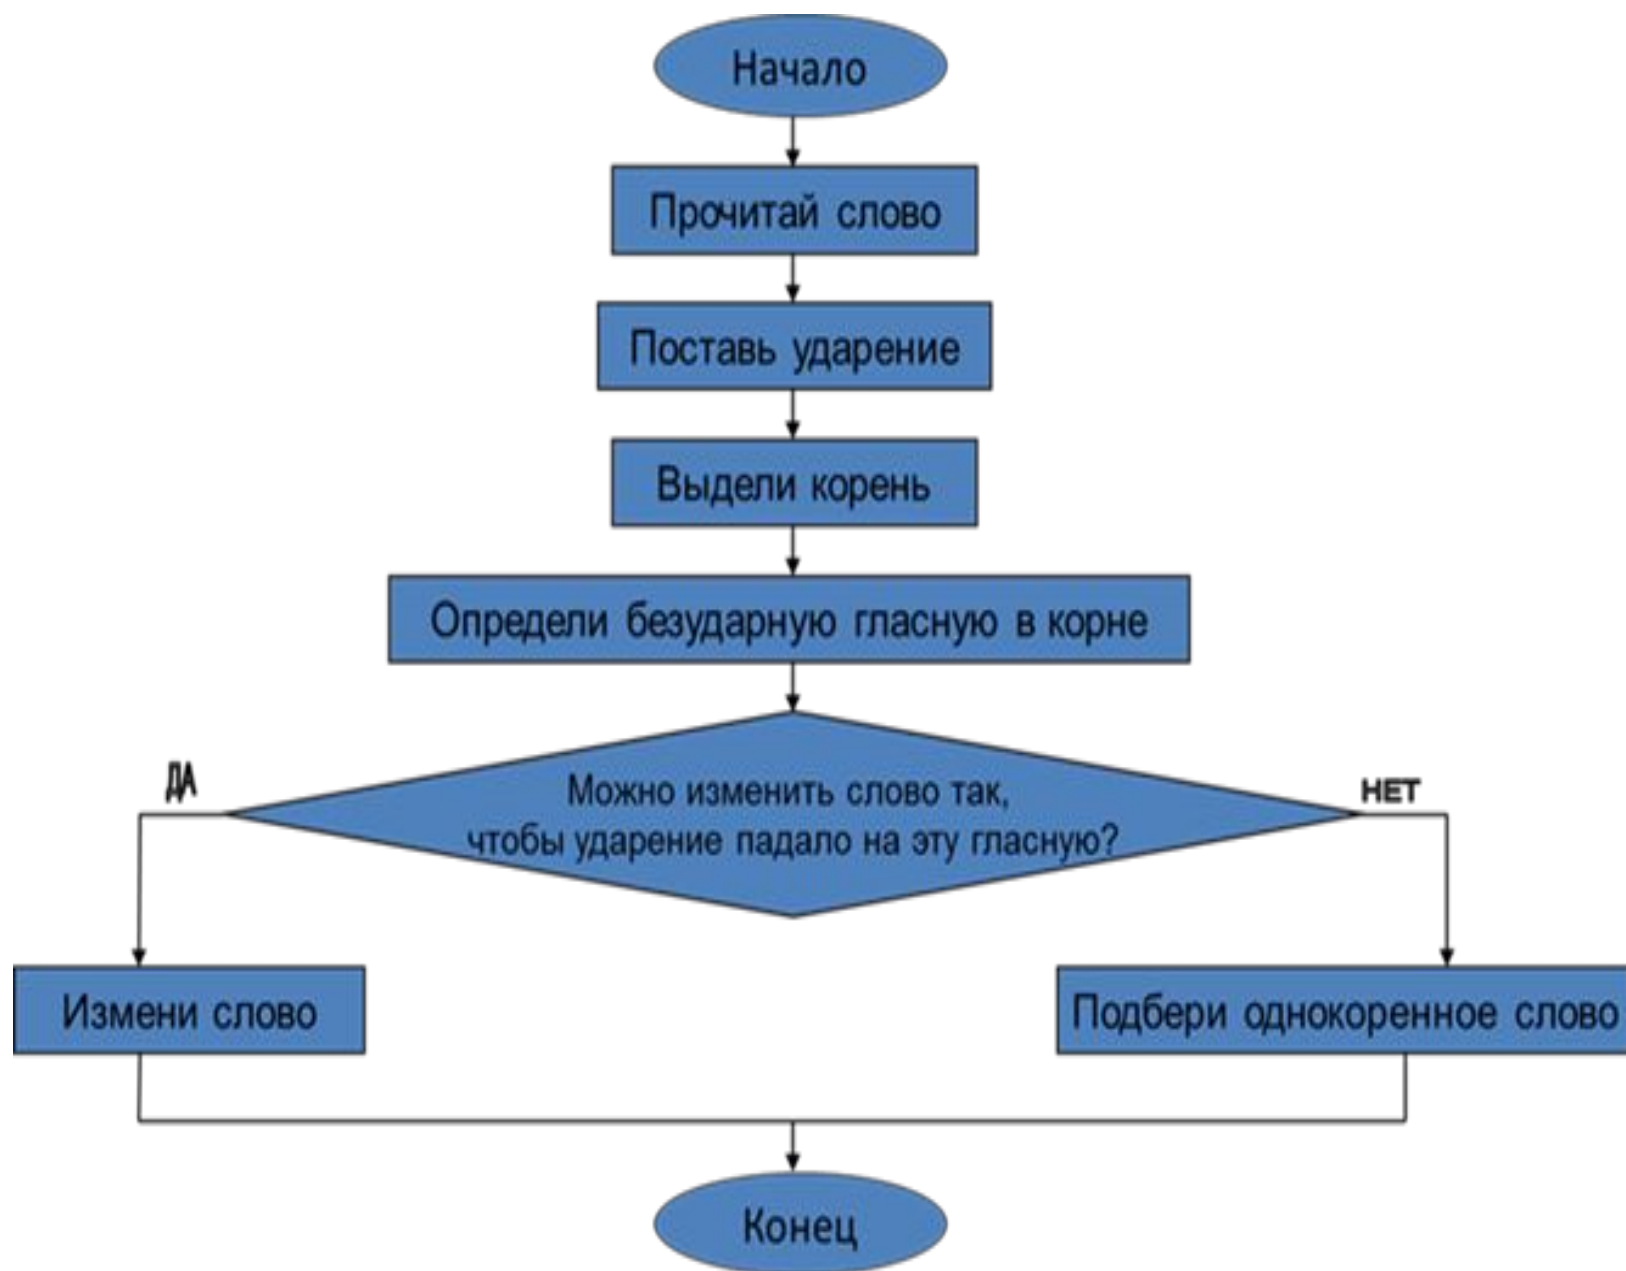 Начало
Прочитай слово
Поставь ударение
Выдели корень
Определи безударную гласную в корне
Можно изменить слово так,
чтобы ударение падало на эту гласную?
ДА
НЕТ
Измени слово
Подбери однокоренное слово
Конец